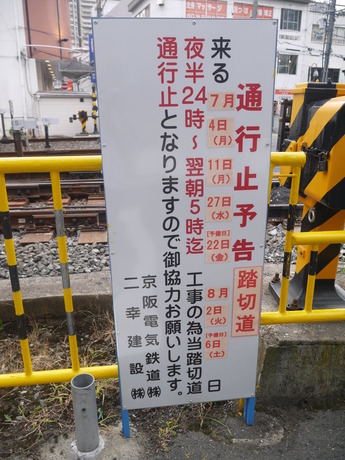 通行止予告 踏切道
来る 7月 4日(月) 11日(月) 27日(水) [予備日] 22日(金) 8月 2日(火) [予備日] 6日(土) 日
夜半24時～翌朝5時迄 工事の為当踏切道
通行止となりますので御協力お願いします。
京阪電気鉄道㈱
二幸建設㈱